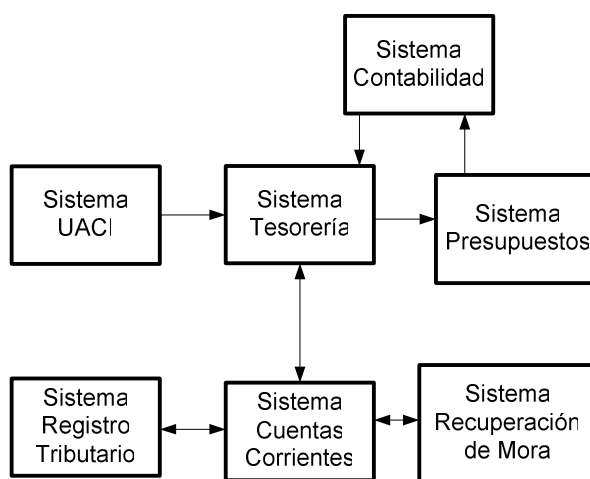 Sistema
Contabilidad
Sistema
UACI
Sistema
Tesorería
Sistema
Presupuestos
Sistema
Registro
Tributario
Sistema
Cuentas
Corrientes
Sistema
Recuperación
de Mora